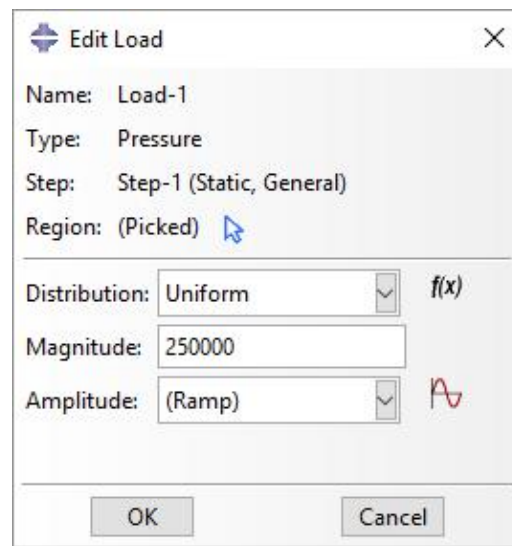 Edit Load
Name: Load-1
Type: Pressure
Step: Step-1 (Static, General)
Region: (Picked)
Distribution: Uniform f(x)
Magnitude: 250000
Amplitude: (Ramp)
OK Cancel